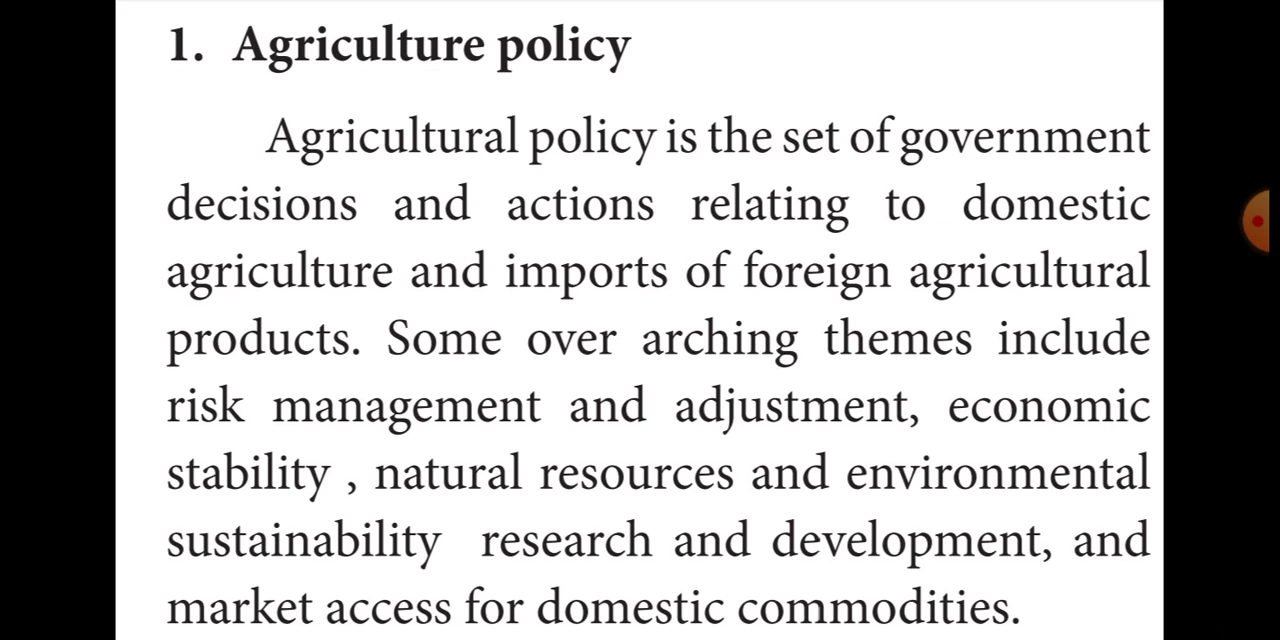 1. Agriculture policy
Agricultural policy is the set of government
decisions and actions relating to domestic
agriculture and imports of foreign agricultural
products. Some over arching themes include
risk management and adjustment, economic
stability , natural resources and environmental
sustainability research and development, and
market access for domestic commodities.